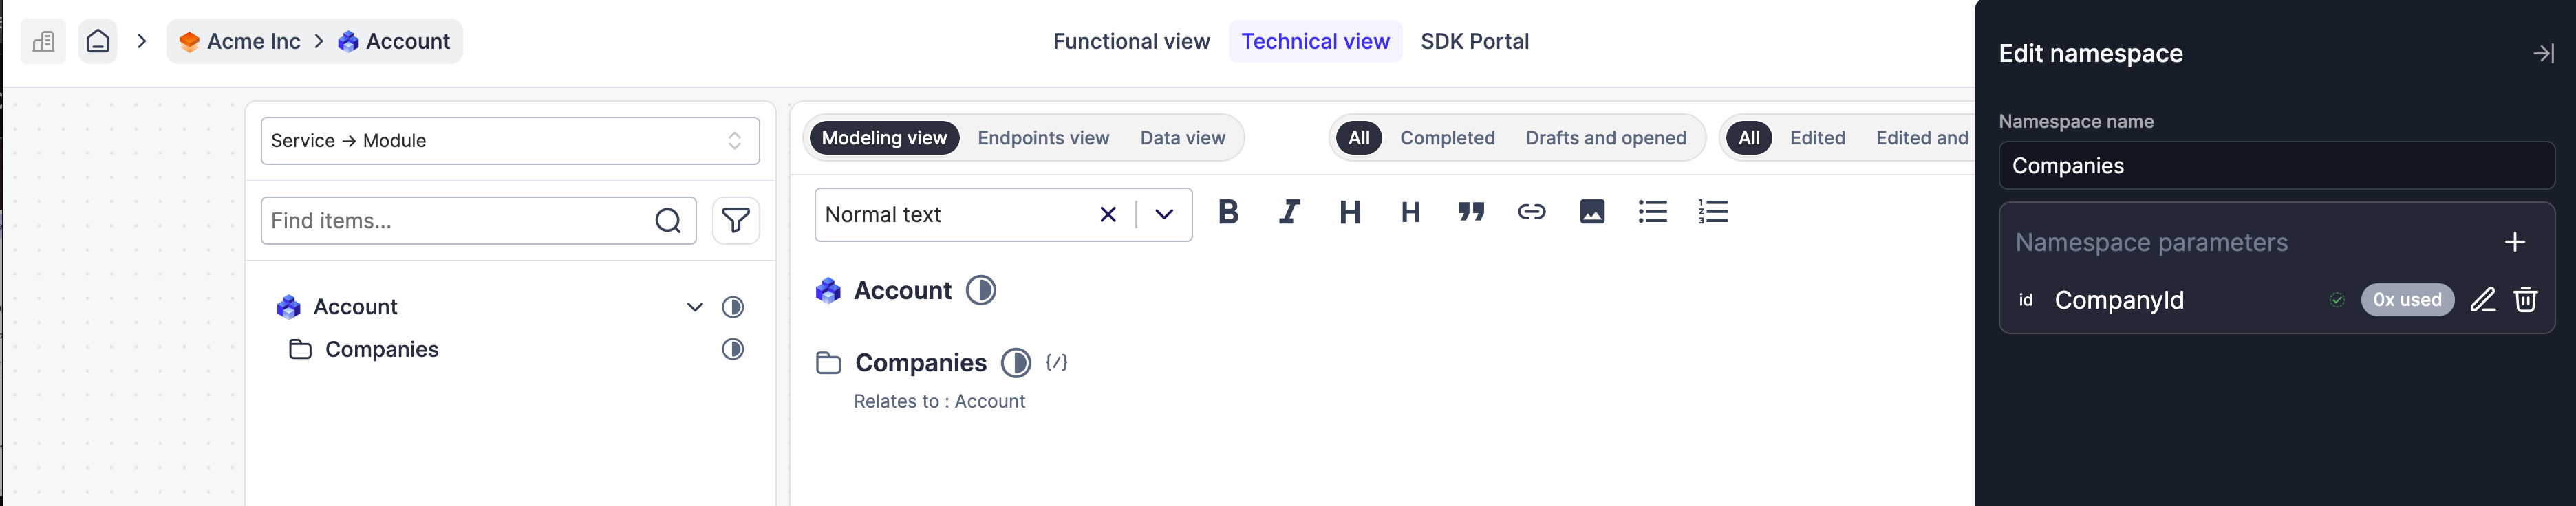 Acme Inc > Account
Functional view Technical view SDK Portal
Service → Module
Find items...
Account
Companies
Modeling view Endpoints view Data view
All Completed Drafts and opened
All Edited Edited and
Normal text
B I H H
Account
Companies {/}
Relates to : Account
Edit namespace
Namespace name
Companies
Namespace parameters
id CompanyId 0x used